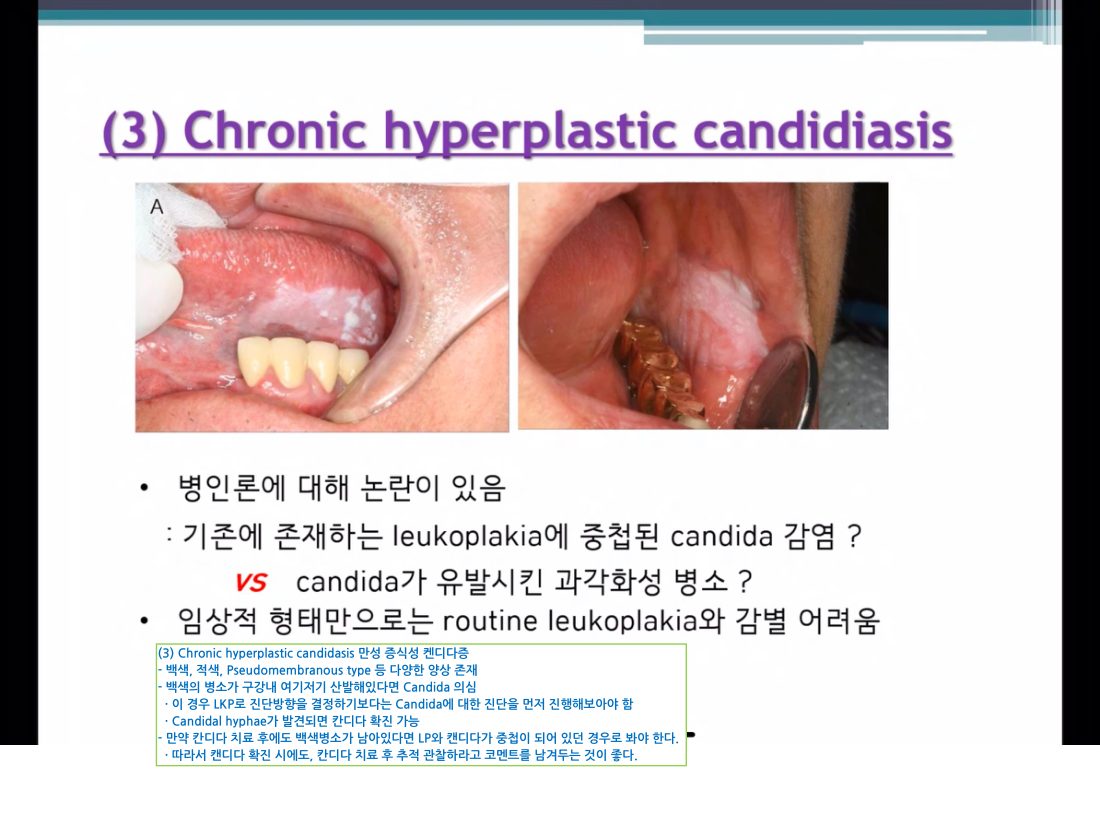 (3) Chronic hyperplastic candidiasis
A
• 병인론에 대해 논란이 있음
: 기존에 존재하는 leukoplakia에 중첩된 candida 감염 ?
VS candida가 유발시킨 과각화성 병소 ?
• 임상적 형태만으로는 routine leukoplakia와 감별 어려움
(3) Chronic hyperplastic candidasis 만성 증식성 켄디다증
- 백색, 적색, Pseudomembranous type 등 다양한 양상 존재
- 백색의 병소가 구강내 여기저기 산발해있다면 Candida 의심
· 이 경우 LKP로 진단방향을 결정하기보다는 Candida에 대한 진단을 먼저 진행해보아야 함
· Candidal hyphae가 발견되면 칸디다 확진 가능
- 만약 칸디다 치료 후에도 백색병소가 남아있다면 LP와 캔디다가 중첩이 되어 있던 경우로 봐야 한다.
· 따라서 캔디다 확진 시에도, 칸디다 치료 후 추적 관찰하라고 코멘트를 남겨두는 것이 좋다.